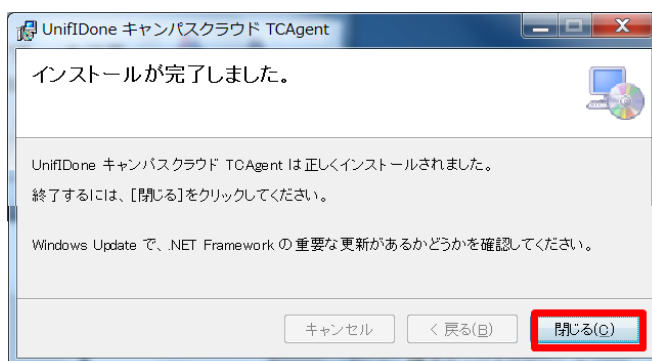 UnifIDone キャンパスクラウド TCAgent
インストールが完了しました。
UnifIDone キャンパスクラウド TCAgent は正しくインストールされました。
終了するには、[閉じる]をクリックしてください。
Windows Update で、.NET Framework の重要な更新があるかどうかを確認してください。
キャンセル < 戻る(B) 閉じる(C)